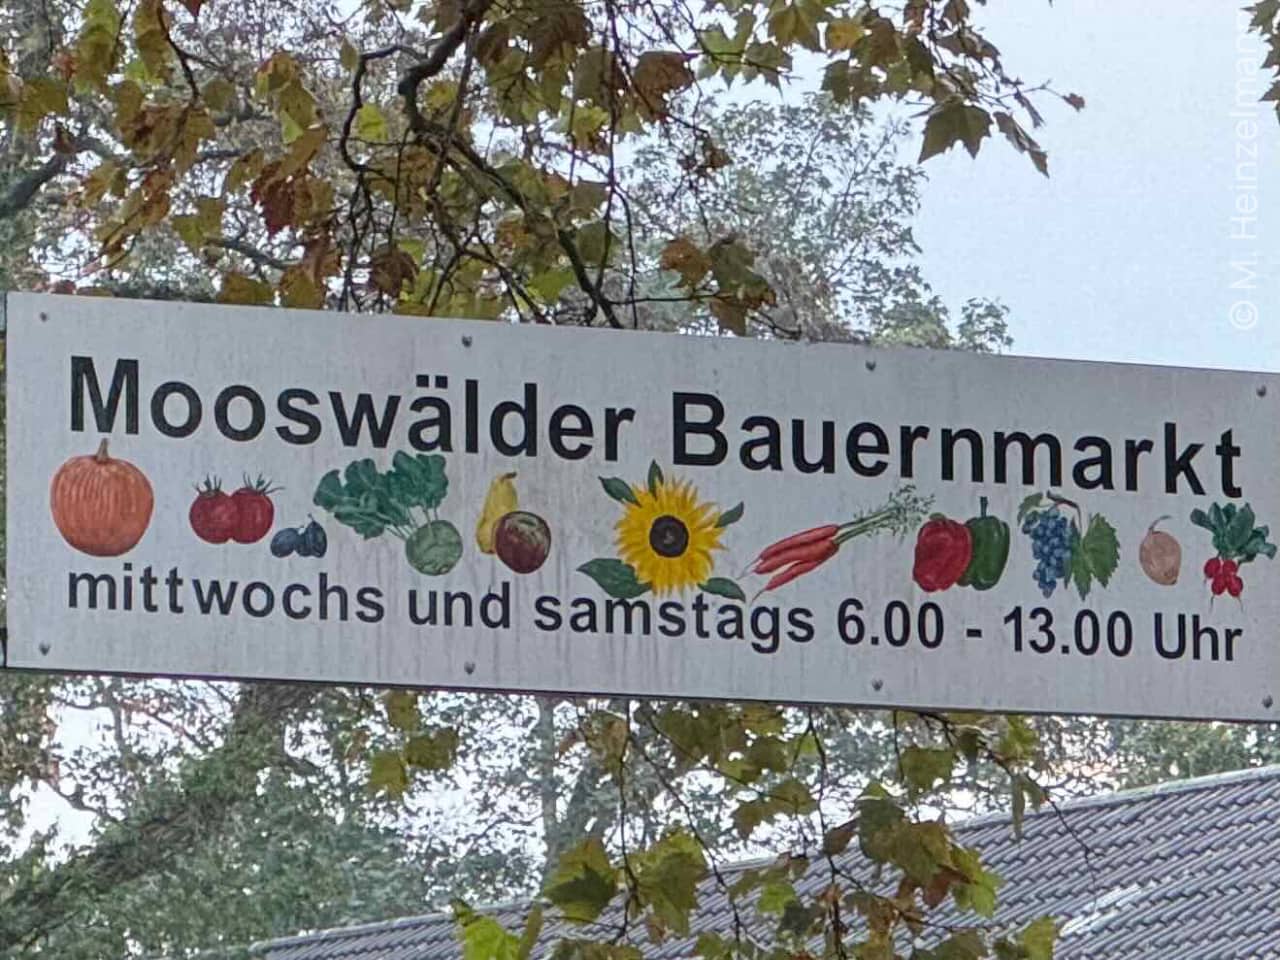 Mooswälder Bauernmarkt
mittwochs und samstags 6.00 - 13.00 Uhr
© M. Heinzelmann